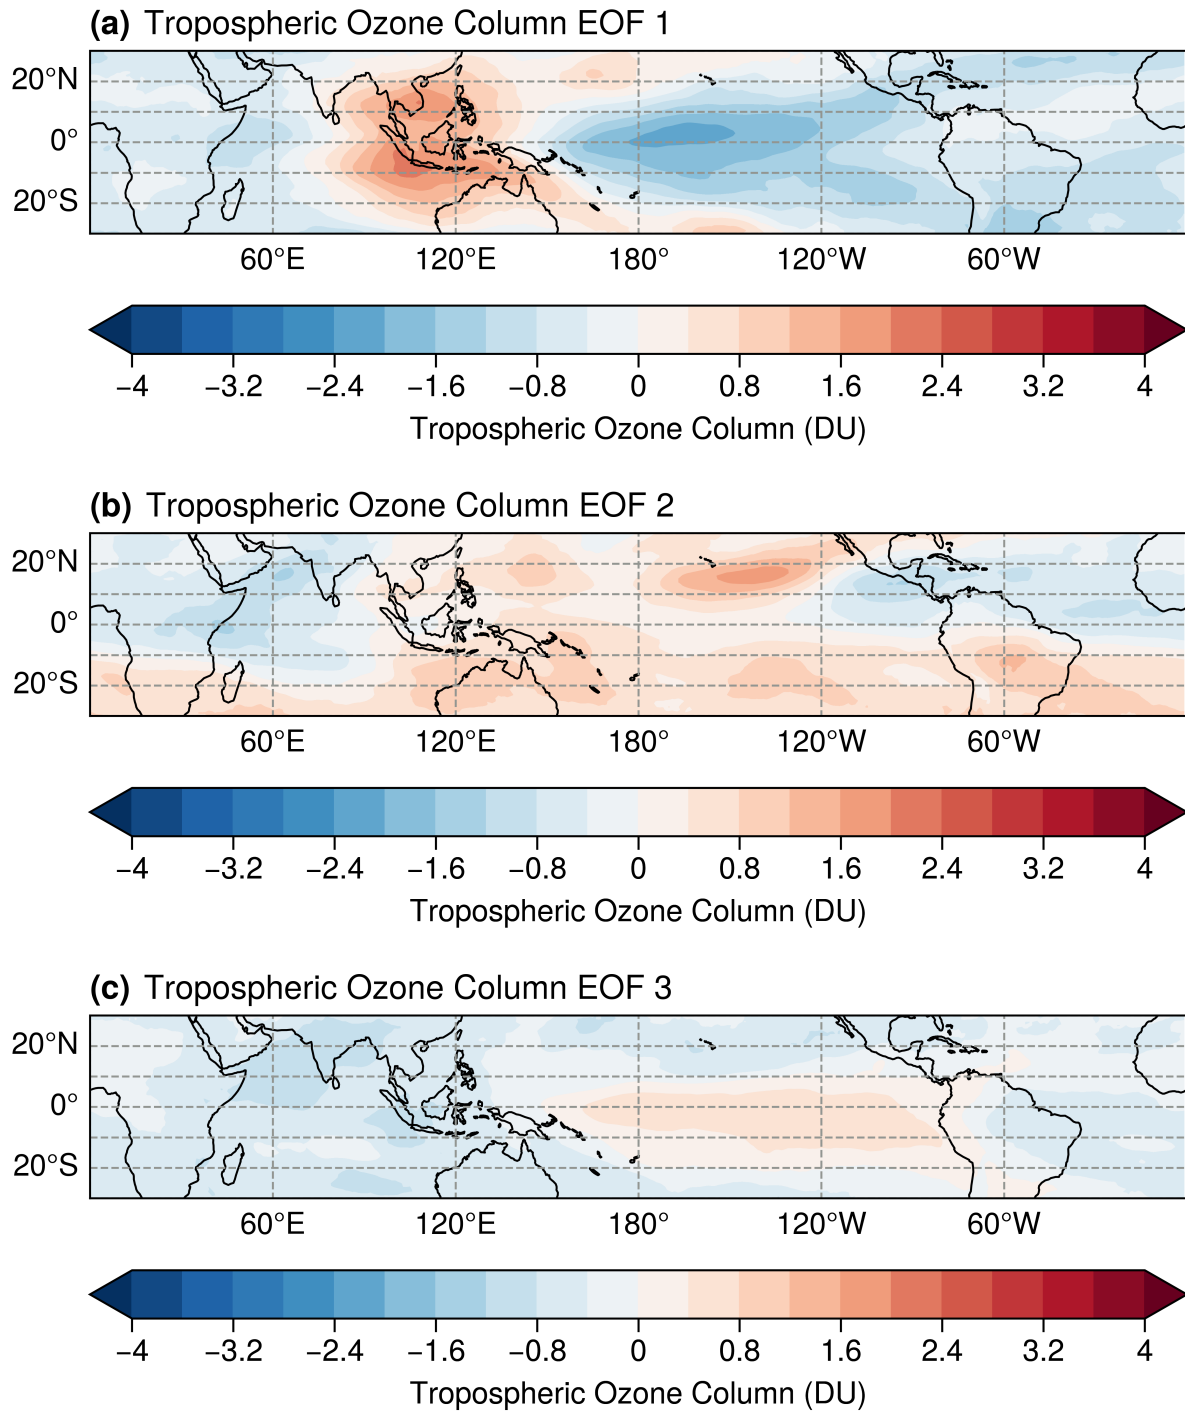 (a) Tropospheric Ozone Column EOF 1
20°N
0°
20°S
60°E 120°E 180° 120°W 60°W
−4 −3.2 −2.4 −1.6 −0.8 0 0.8 1.6 2.4 3.2 4
Tropospheric Ozone Column (DU)
(b) Tropospheric Ozone Column EOF 2
20°N
0°
20°S
60°E 120°E 180° 120°W 60°W
−4 −3.2 −2.4 −1.6 −0.8 0 0.8 1.6 2.4 3.2 4
Tropospheric Ozone Column (DU)
(c) Tropospheric Ozone Column EOF 3
20°N
0°
20°S
60°E 120°E 180° 120°W 60°W
−4 −3.2 −2.4 −1.6 −0.8 0 0.8 1.6 2.4 3.2 4
Tropospheric Ozone Column (DU)